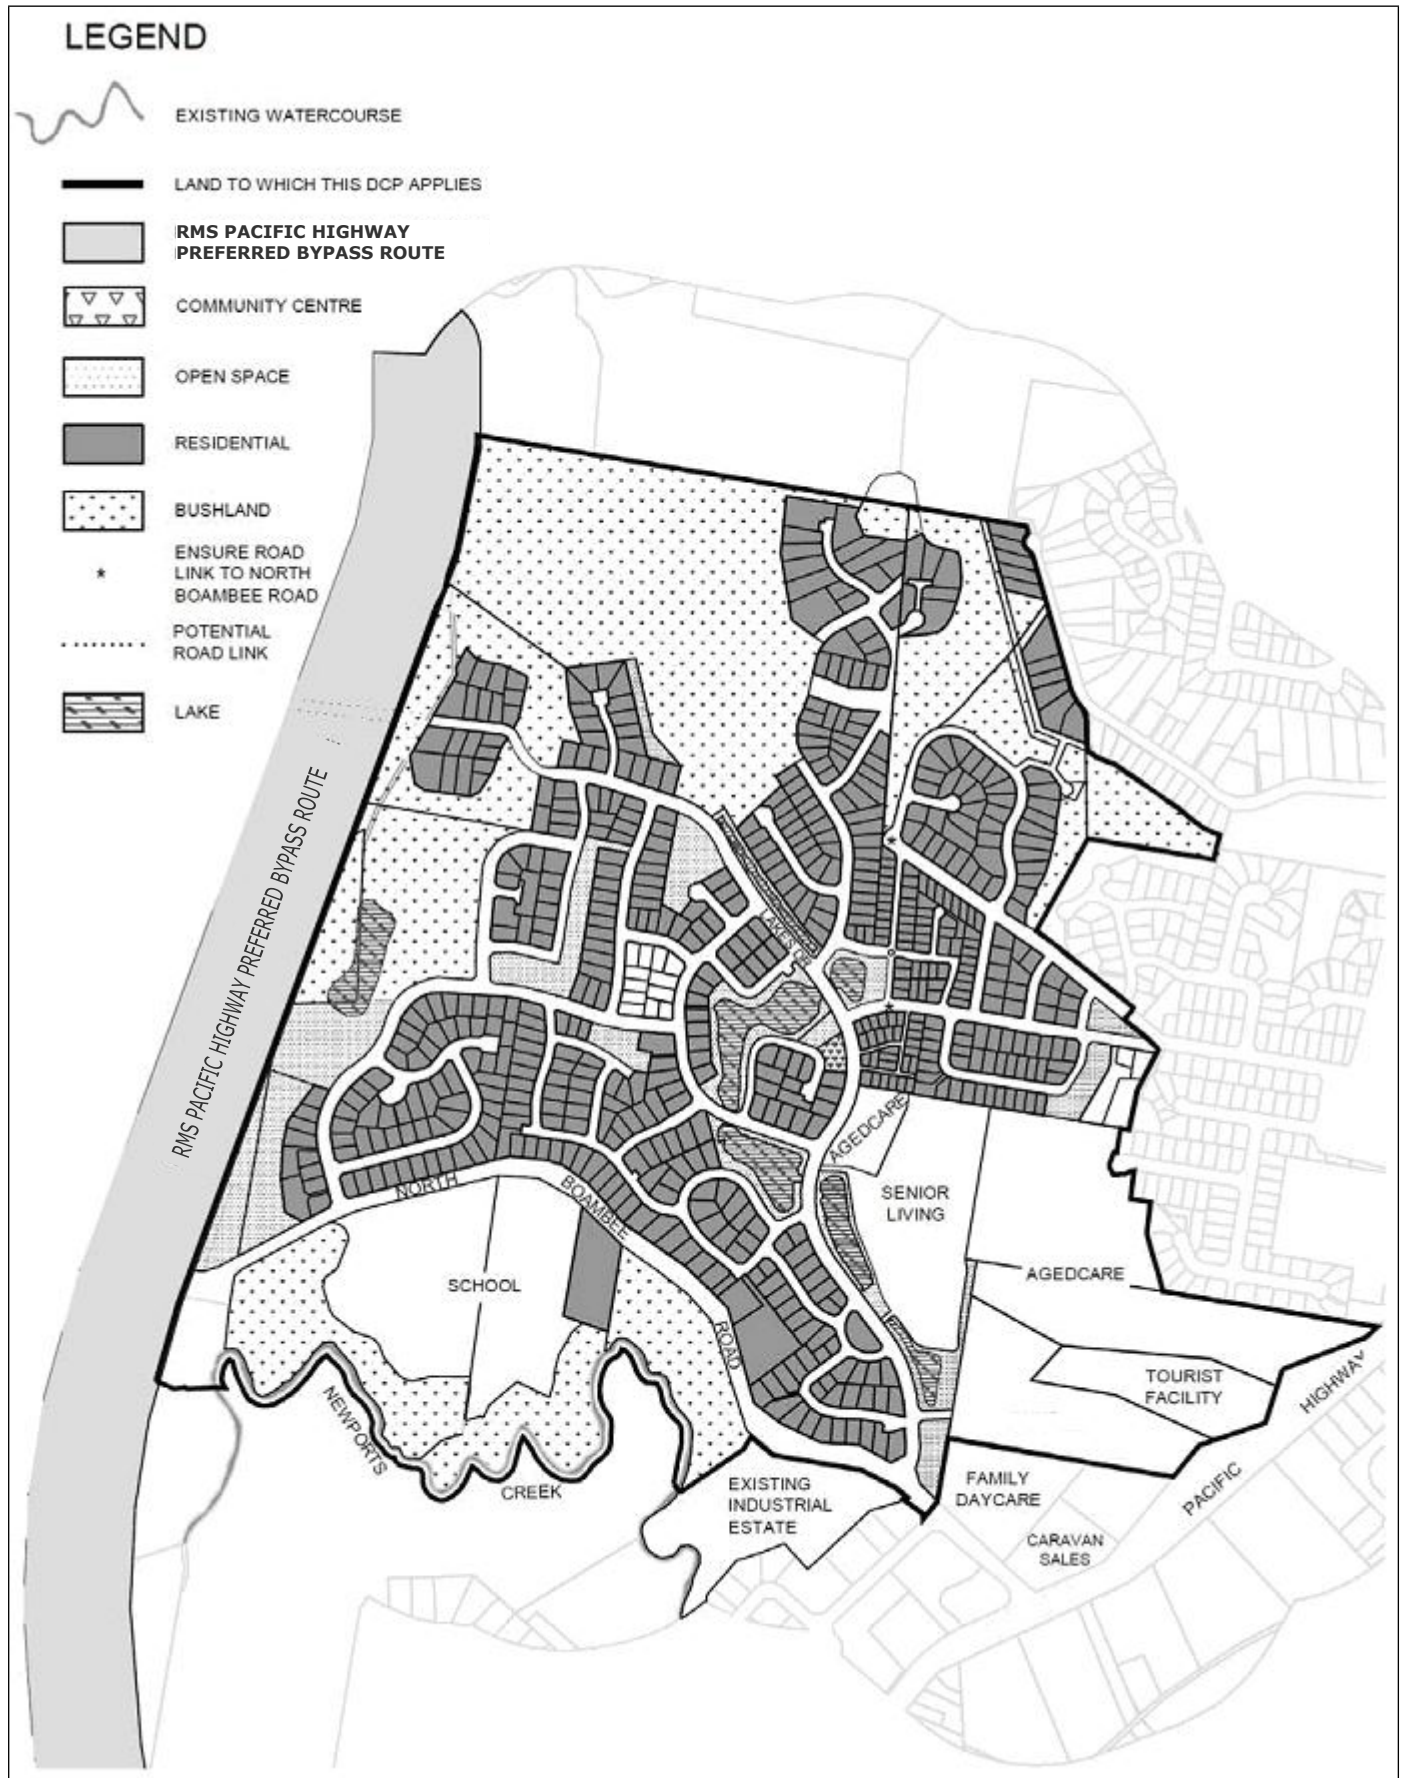 LEGEND
EXISTING WATERCOURSE
LAND TO WHICH THIS DCP APPLIES
RMS PACIFIC HIGHWAY
PREFERRED BYPASS ROUTE
COMMUNITY CENTRE
OPEN SPACE
RESIDENTIAL
BUSHLAND
*
ENSURE ROAD
LINK TO NORTH
BOAMBEE ROAD
POTENTIAL
ROAD LINK
LAKE
RMS PACIFIC HIGHWAY PREFERRED BYPASS ROUTE
LAKES DR
AGEDCARE
SENIOR
LIVING
NORTH
BOAMBEE
ROAD
SCHOOL
AGEDCARE
TOURIST
FACILITY
HIGHWAY
PACIFIC
NEWPORTS
CREEK
EXISTING
INDUSTRIAL
ESTATE
FAMILY
DAYCARE
CARAVAN
SALES